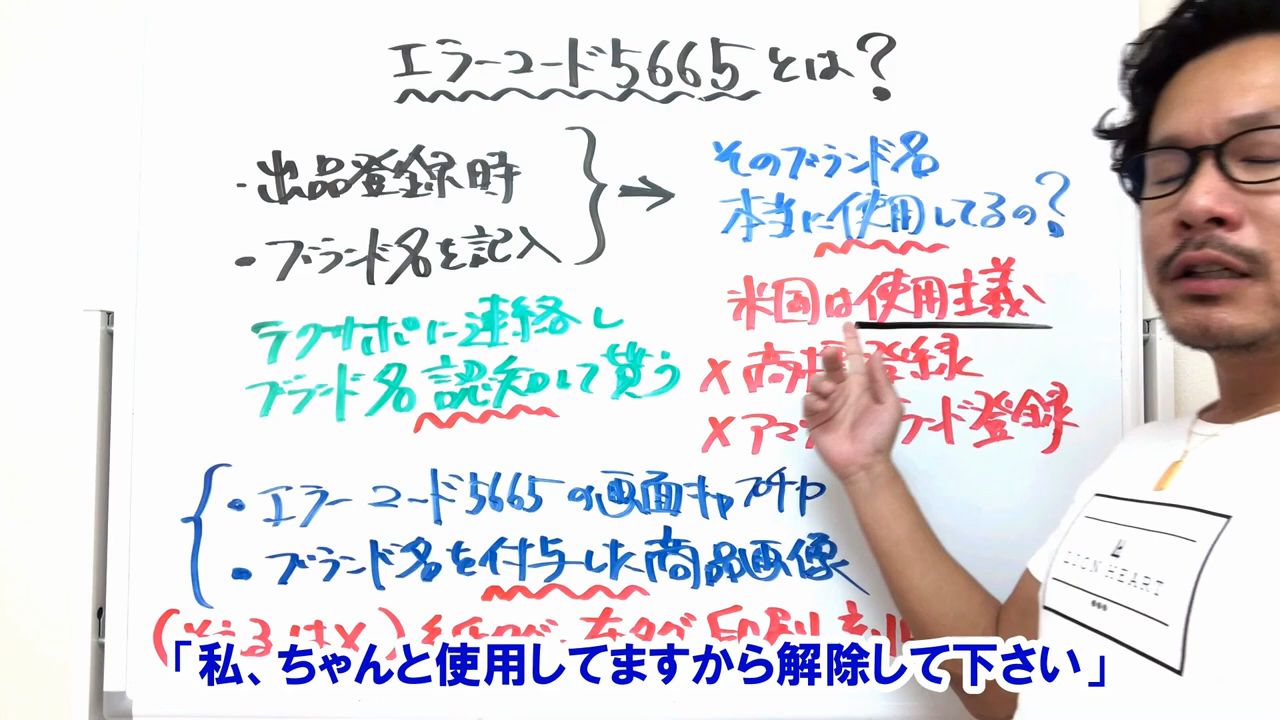 エラーコード5665とは?
・出品登録時
・ブランド名を記入
そのブランド名
本当に使用してるの?
米国は使用主義
× 商標登録
× アマ ンド登録
テクサポに連絡し
ブランド名認知して貰う
・エラーコード5665の画面キャプチャ
・ブランド名を付与した商品画像
「私、ちゃんと使用してますから解除して下さい」
LION HEART